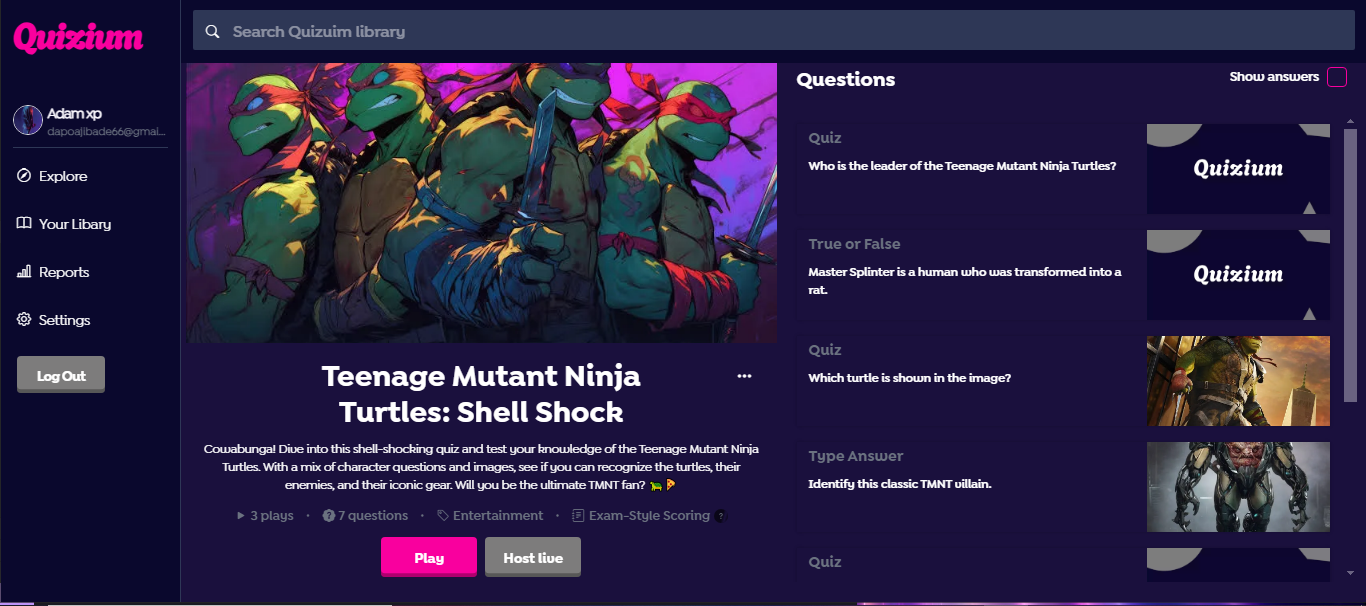 Quizium
Search Quizuim library
Adam xp
dapoajibade66@gmai...
Explore
Your Libary
Reports
Settings
Log Out
Teenage Mutant Ninja
Turtles: Shell Shock
Cowabunga! Dive into this shell-shocking quiz and test your knowledge of the Teenage Mutant Ninja
Turtles. With a mix of character questions and images, see if you can recognize the turtles, their
enemies, and their iconic gear. Will you be the ultimate TMNT fan? 🐢🍕
3 plays • 7 questions • Entertainment • Exam-Style Scoring ?
Play
Host live
Questions
Show answers
Quiz
Who is the leader of the Teenage Mutant Ninja Turtles?
Quizium
True or False
Master Splinter is a human who was transformed into a
rat.
Quizium
Quiz
Which turtle is shown in the image?
Type Answer
Identify this classic TMNT villain.
Quiz